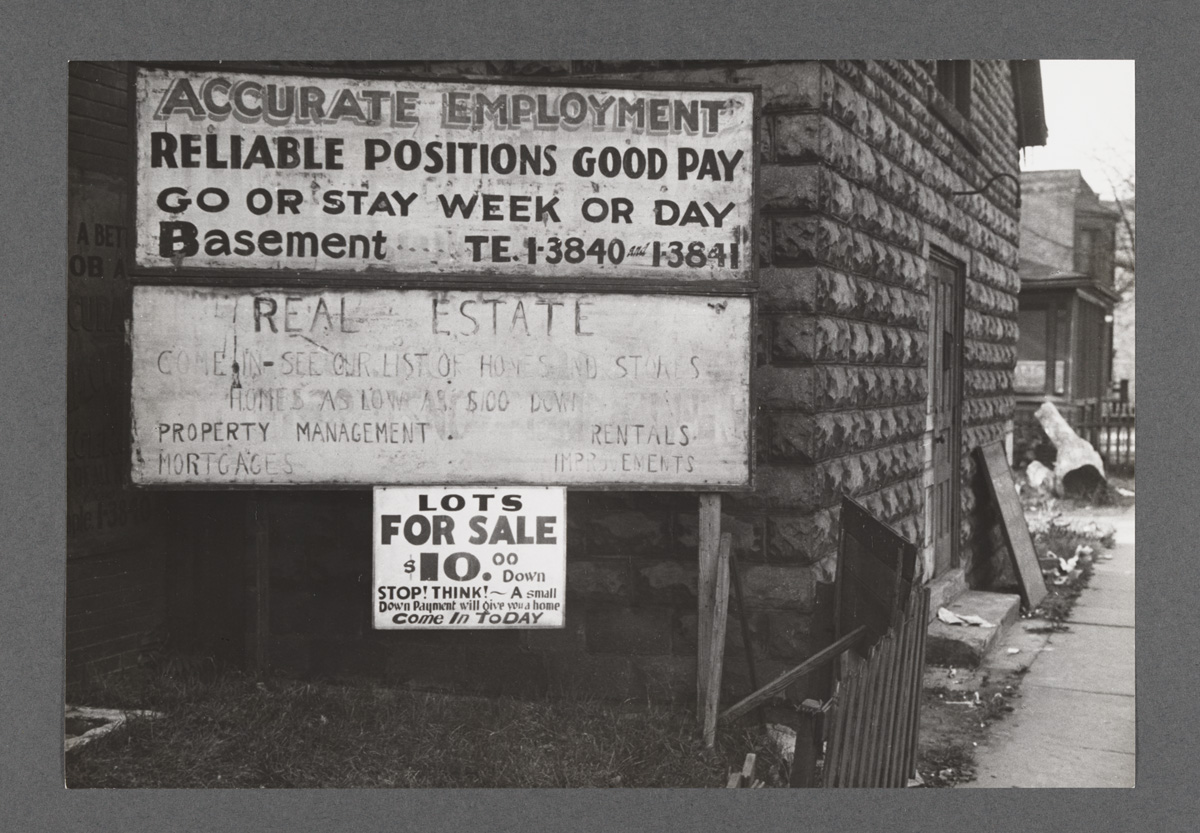 ACCURATE EMPLOYMENT
RELIABLE POSITIONS GOOD PAY
GO OR STAY WEEK OR DAY
Basement TE. 1-3840 and 1-3841
REAL ESTATE
COME IN-SEE OUR LIST OF HOMES AND STORES
HOMES AS LOW AS $100 DOWN
PROPERTY MANAGEMENT RENTALS
MORTGAGES IMPROVEMENTS
LOTS
FOR SALE
$10.00 Down
STOP! THINK! ~ A small
Down Payment will give you a home
Come In ToDAY
A BET
OB A